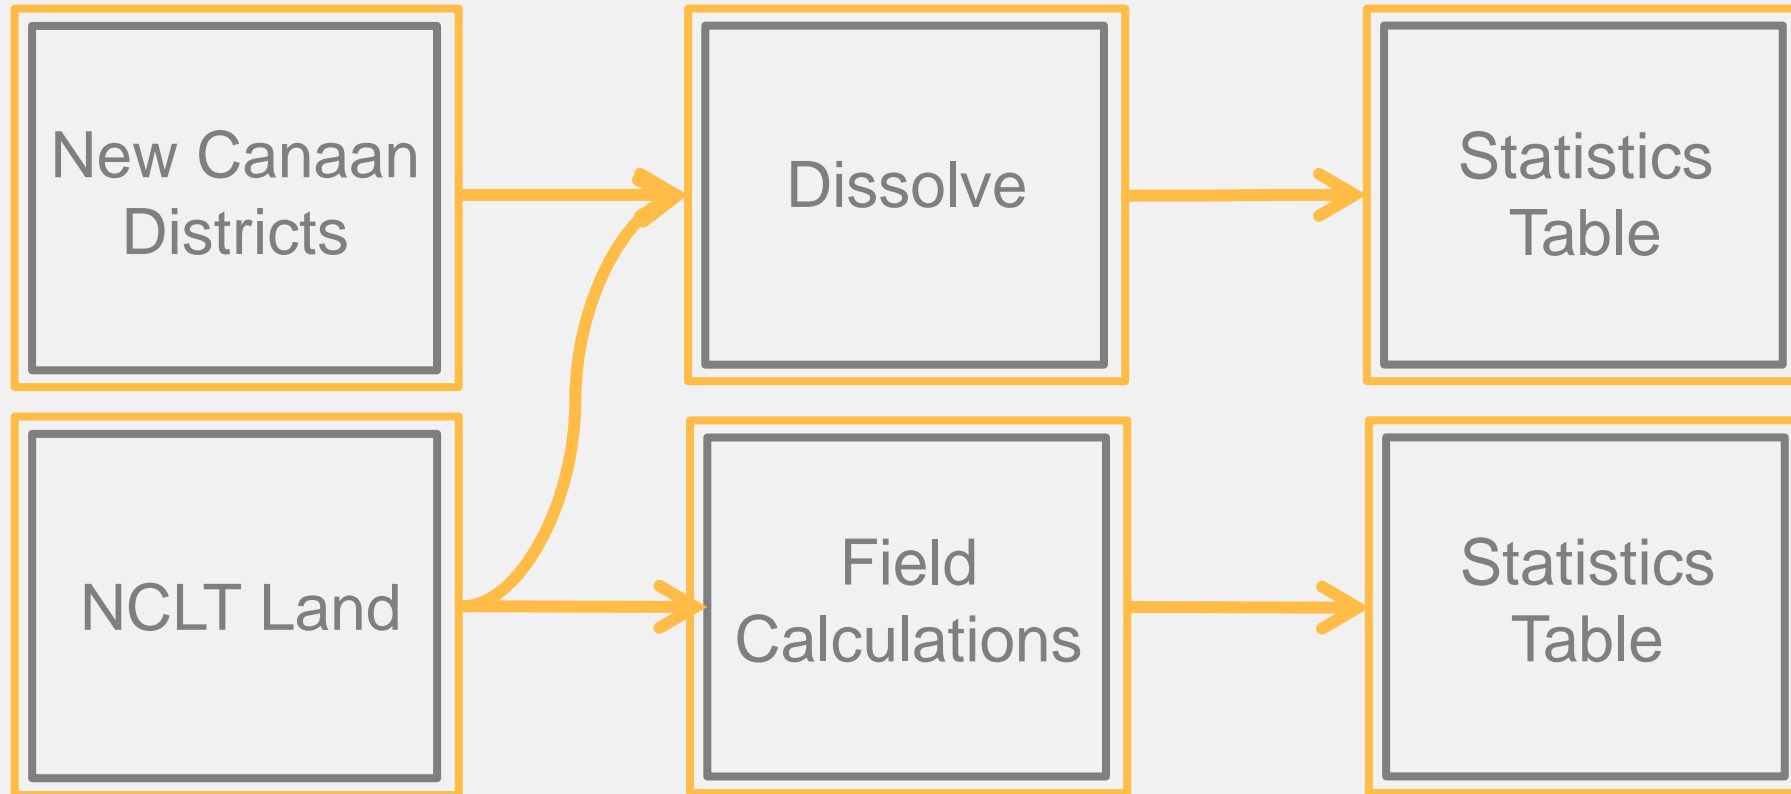 New Canaan
Districts
Dissolve
Statistics
Table
NCLT Land
Field
Calculations
Statistics
Table